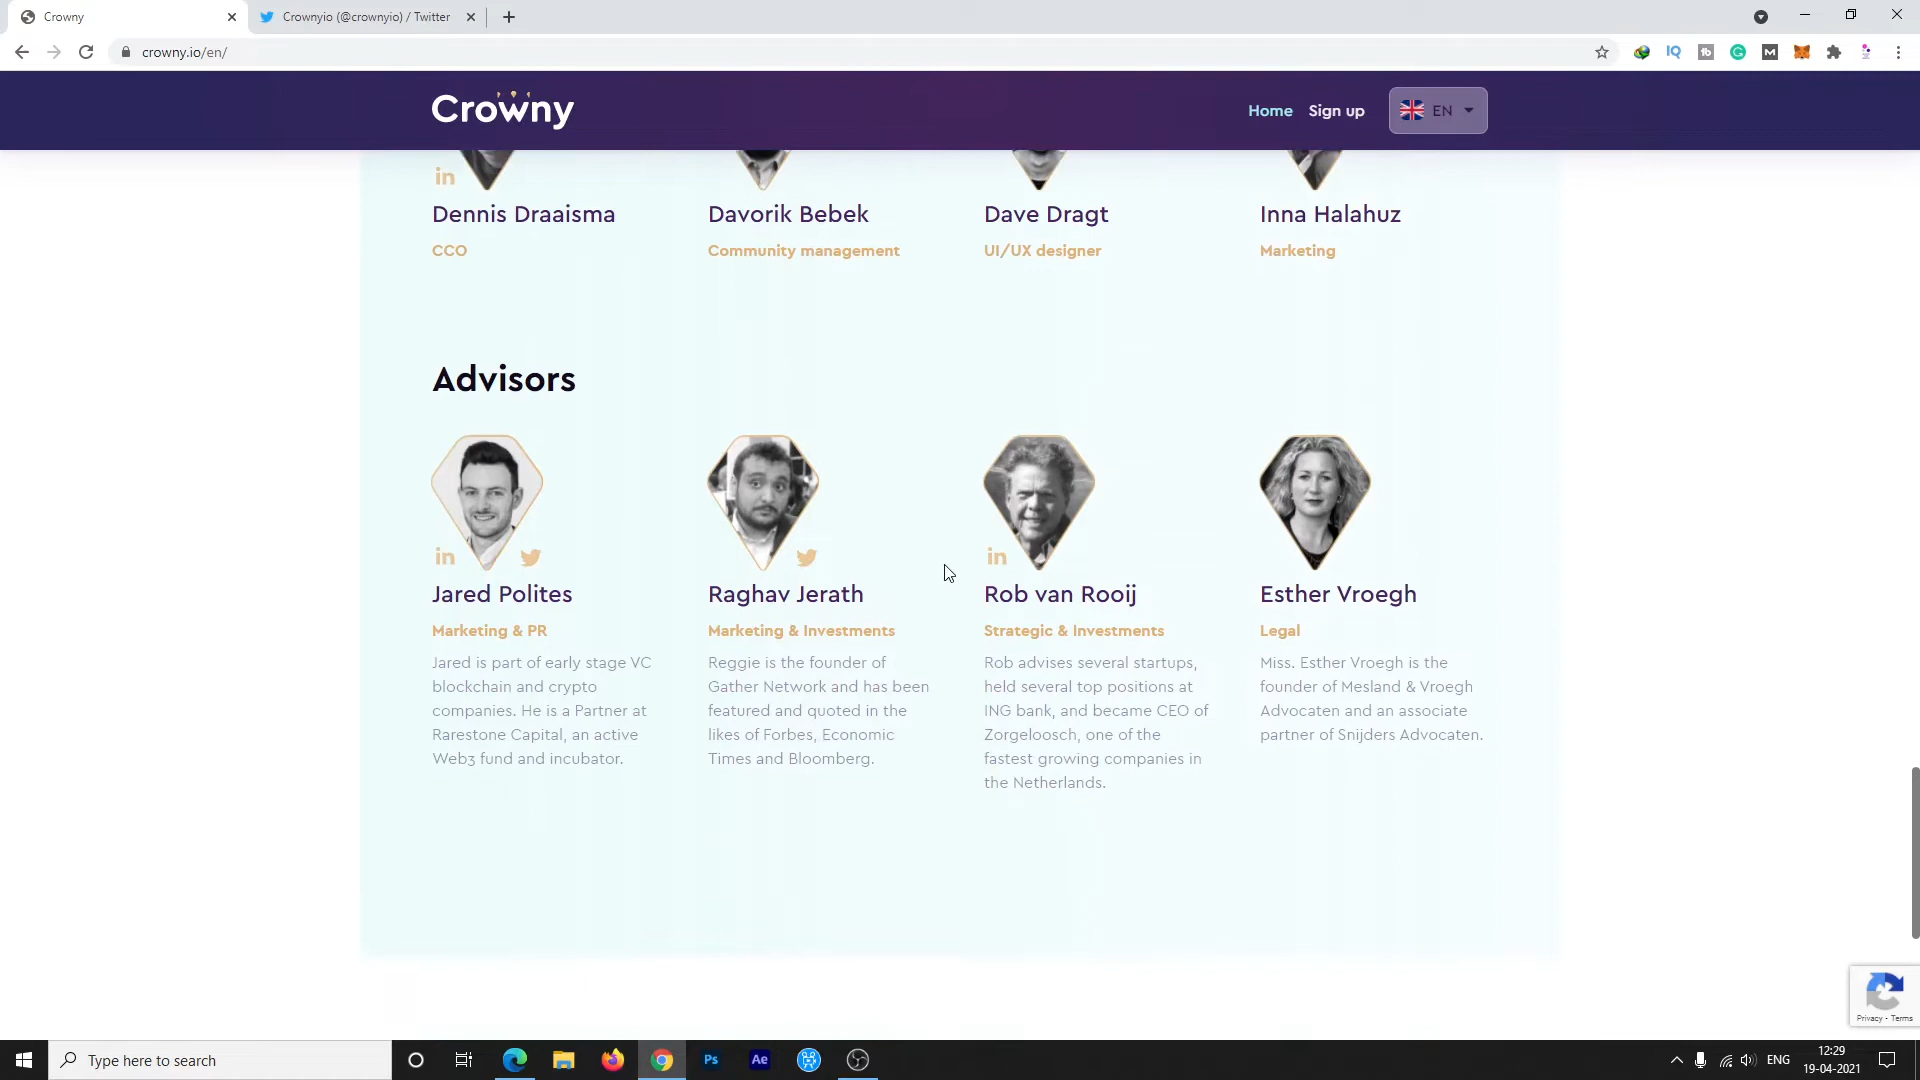 Crowny
Crownyio (@crownyio) / Twitter
crowny.io/en/
Crowny
Home
Sign up
EN
in
Dennis Draaisma
Davorik Bebek
Dave Dragt
Inna Halahuz
CCO
Community management
UI/UX designer
Marketing
Advisors
in
in
Jared Polites
Raghav Jerath
Rob van Rooij
Esther Vroegh
Marketing & PR
Marketing & Investments
Strategic & Investments
Legal
Jared is part of early stage VC
blockchain and crypto
companies. He is a Partner at
Rarestone Capital, an active
Web3 fund and incubator.
Reggie is the founder of
Gather Network and has been
featured and quoted in the
likes of Forbes, Economic
Times and Bloomberg.
Rob advises several startups,
held several top positions at
ING bank, and became CEO of
Zorgeloosch, one of the
fastest growing companies in
the Netherlands.
Miss. Esther Vroegh is the
founder of Mesland & Vroegh
Advocaten and an associate
partner of Snijders Advocaten.
Privacy - Terms
Type here to search
Ps
Ae
ENG
12:29
19-04-2021